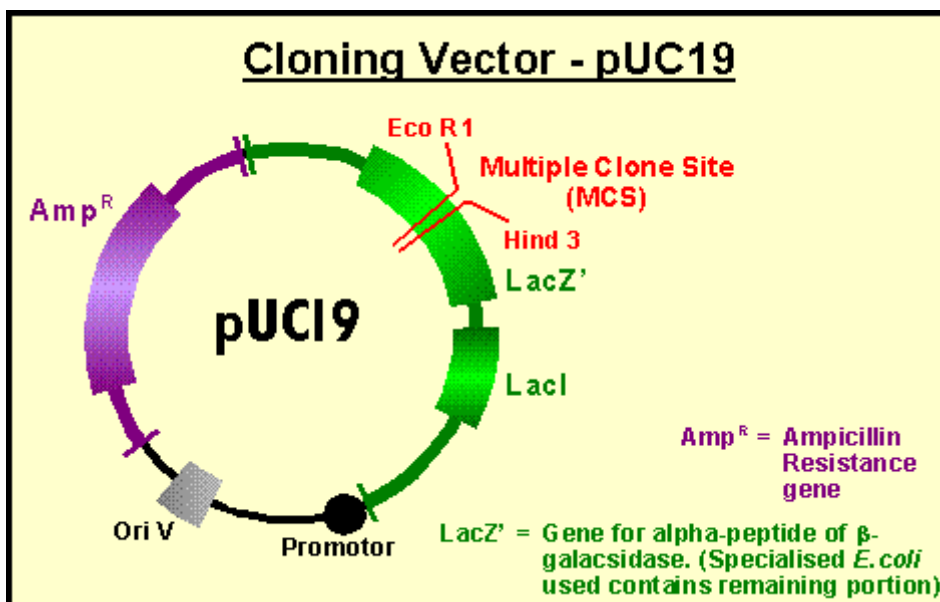 Cloning Vector - pUC19
Eco R1
Multiple Clone Site
(MCS)
Hind 3
Amp R
LacZ'
pUC19
LacI
Amp R = Ampicillin
Resistance
gene
Ori V
Promotor
LacZ' = Gene for alpha-peptide of β-
galacsidase. (Specialised E.coli
used contains remaining portion)